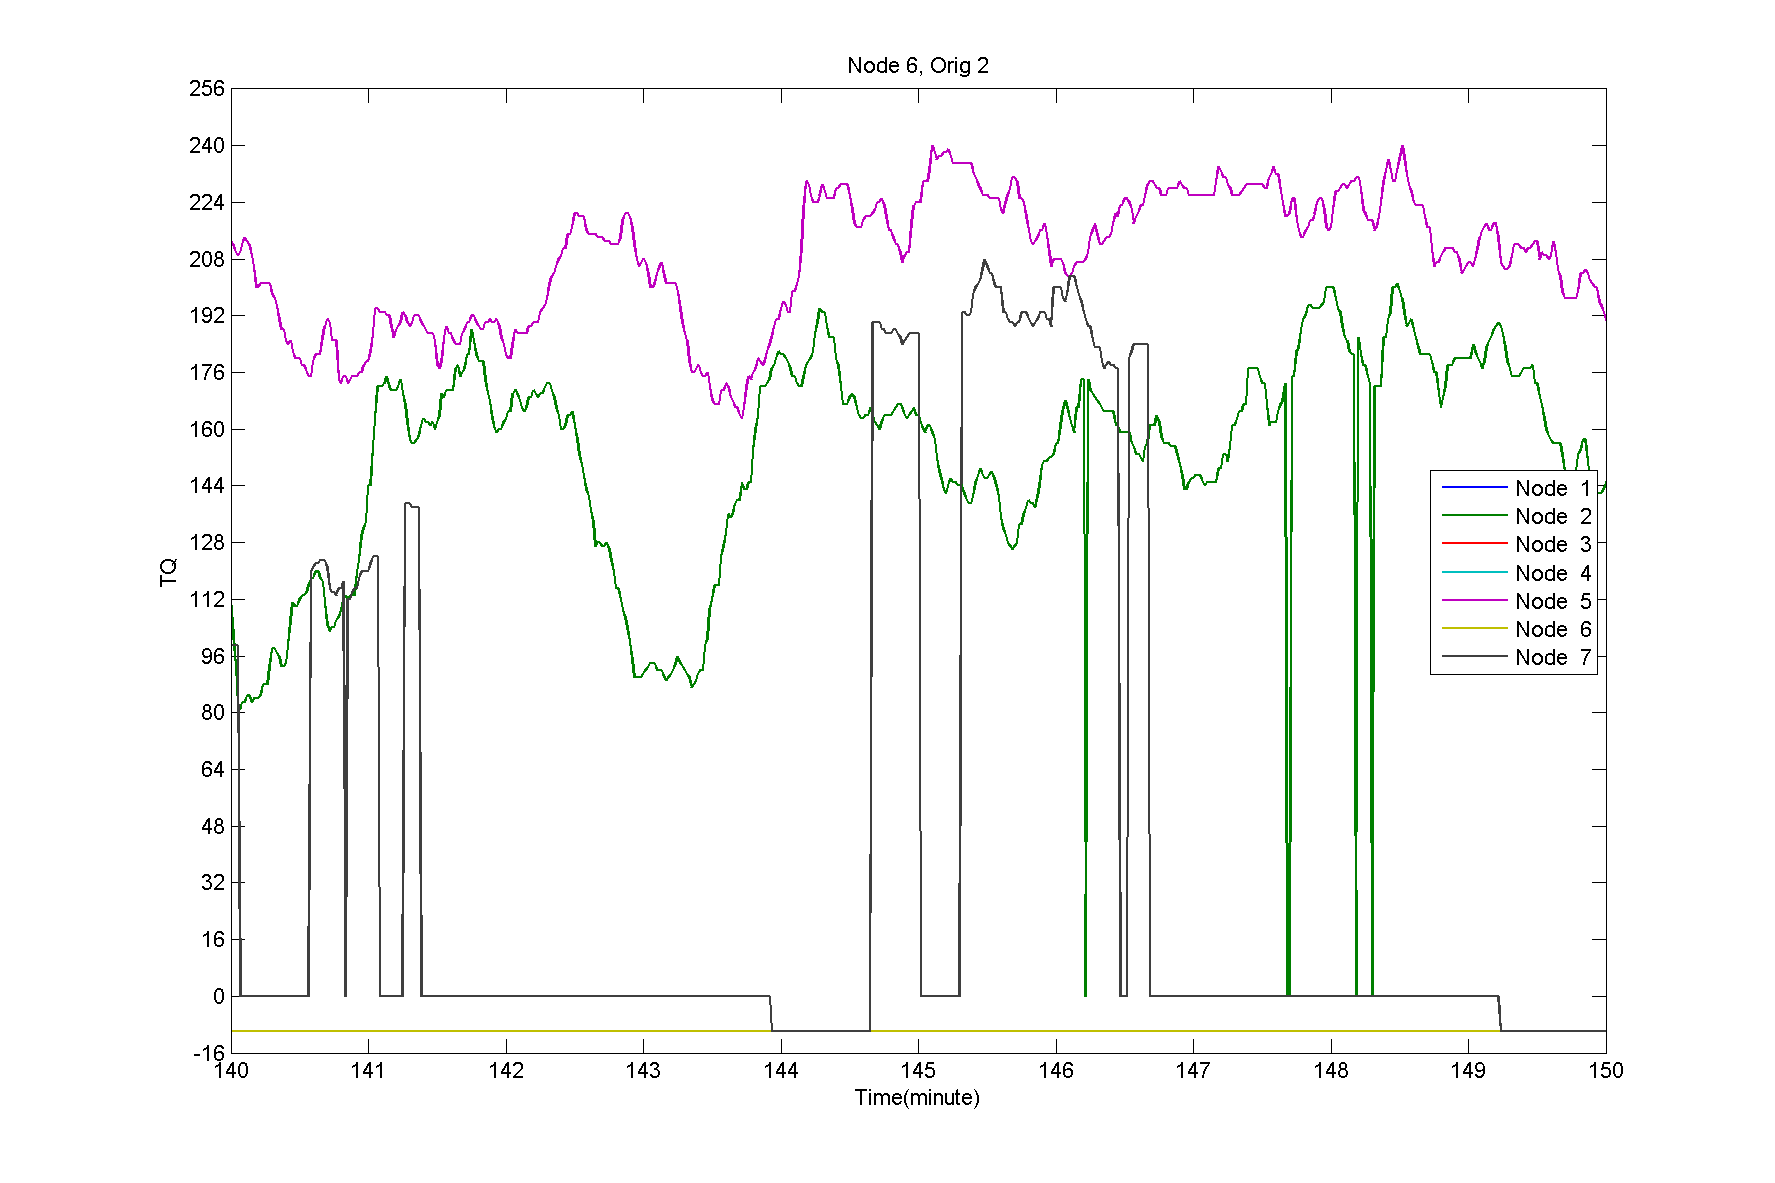 Node 6, Orig 2
256
240
224
208
192
176
160
144
128
112
96
80
64
48
32
16
0
-16
TQ
Node 1
Node 2
Node 3
Node 4
Node 5
Node 6
Node 7
140 141 142 143 144 145 146 147 148 149 150
Time(minute)